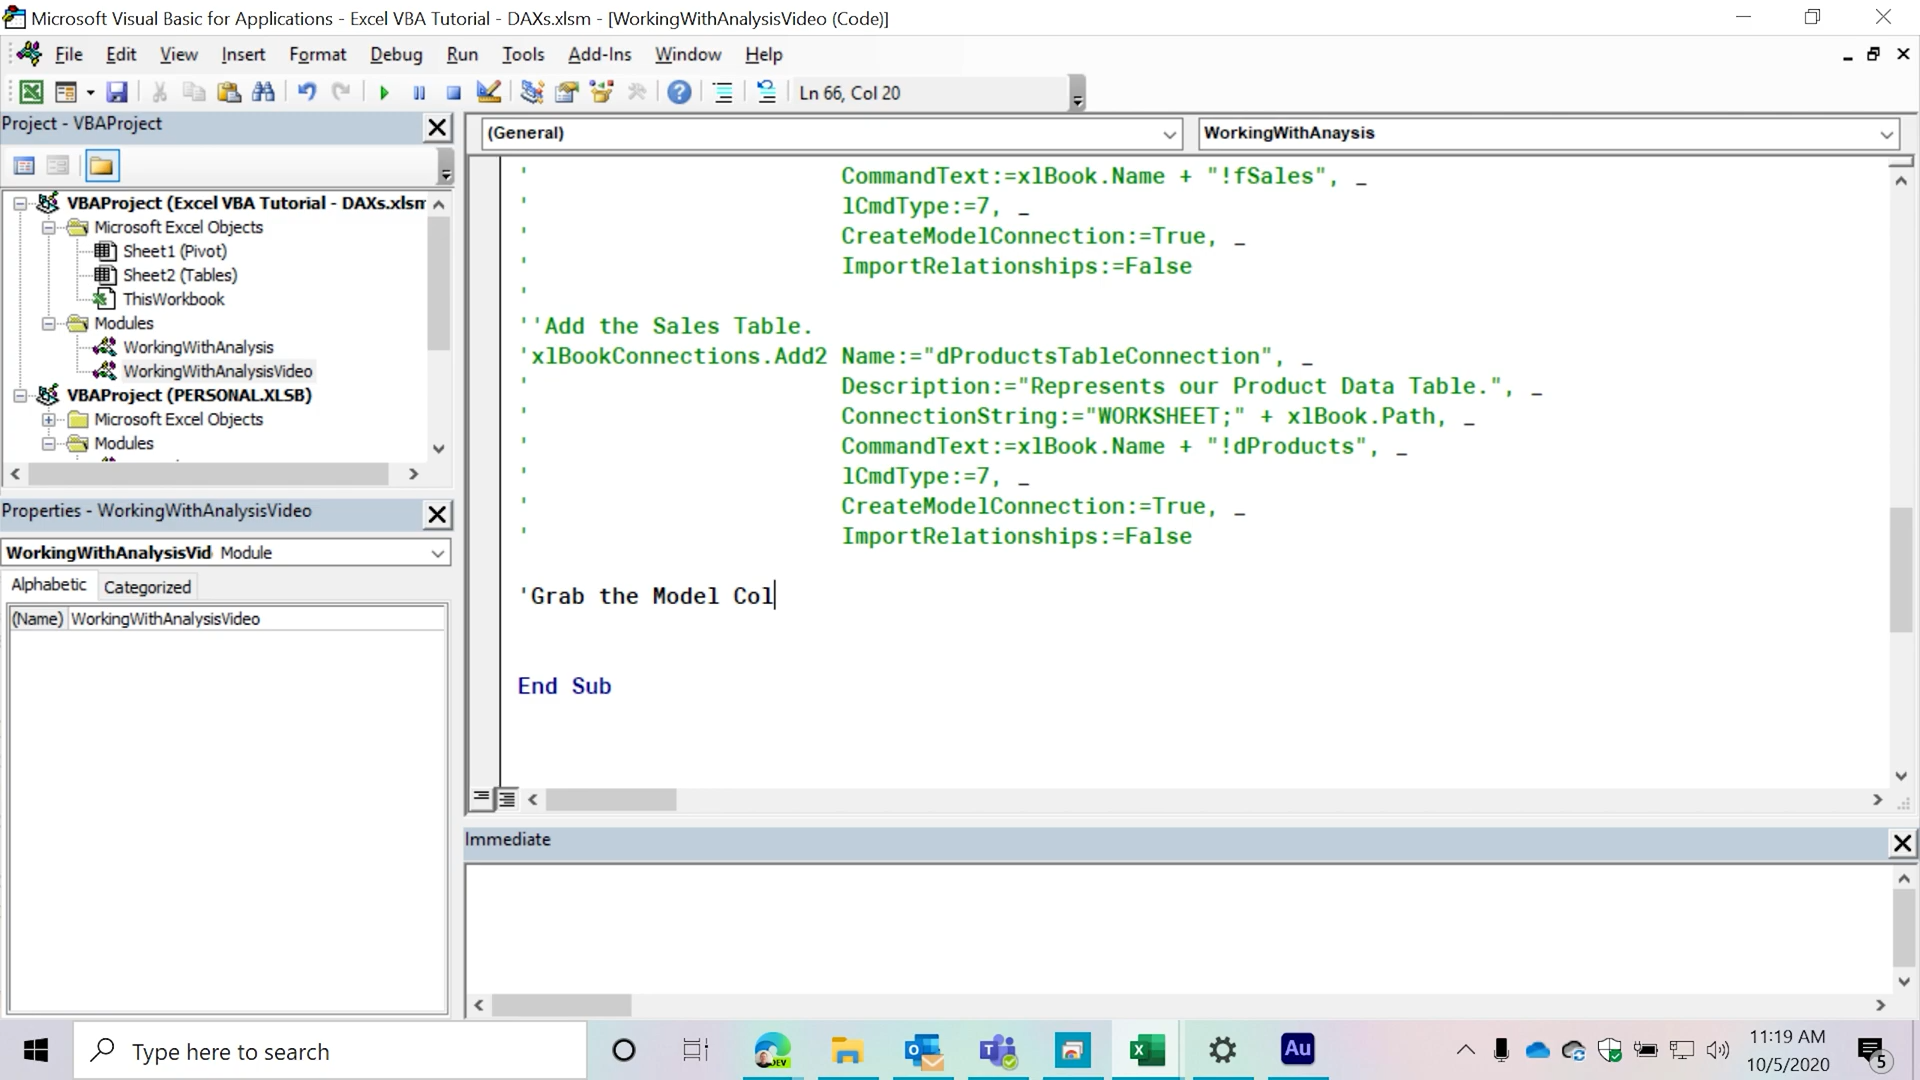 Microsoft Visual Basic for Applications - Excel VBA Tutorial - DAXs.xlsm - [WorkingWithAnalysisVideo (Code)]
File Edit View Insert Format Debug Run Tools Add-Ins Window Help
Ln 66, Col 20
Project - VBAProject
VBAProject (Excel VBA Tutorial - DAXs.xlsm
Microsoft Excel Objects
Sheet1 (Pivot)
Sheet2 (Tables)
ThisWorkbook
Modules
WorkingWithAnalysis
WorkingWithAnalysisVideo
VBAProject (PERSONAL.XLSB)
Microsoft Excel Objects
Modules
Properties - WorkingWithAnalysisVideo
WorkingWithAnalysisVid Module
Alphabetic Categorized
(Name) WorkingWithAnalysisVideo
(General) WorkingWithAnaysis
' CommandText:=xlBook.Name + "!fSales", _
' lCmdType:=7, _
' CreateModelConnection:=True, _
' ImportRelationships:=False
'
''Add the Sales Table.
'xlBookConnections.Add2 Name:="dProductsTableConnection", _
' Description:="Represents our Product Data Table.", _
' ConnectionString:="WORKSHEET;" + xlBook.Path, _
' CommandText:=xlBook.Name + "!dProducts", _
' lCmdType:=7, _
' CreateModelConnection:=True, _
' ImportRelationships:=False
'Grab the Model Col
End Sub
Immediate
Type here to search
DEV
Au
11:19 AM
10/5/2020
5